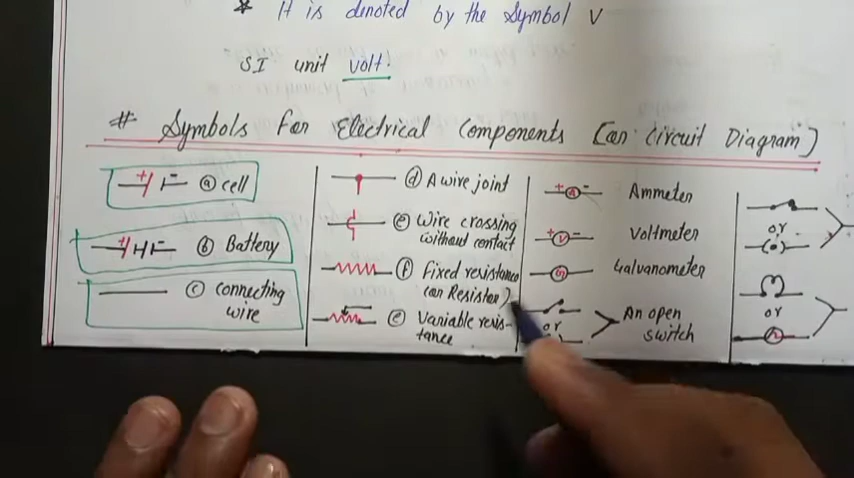 * It is denoted by the symbol V
SI unit volt!
# Symbols for Electrical Components (or Circuit Diagram)
+ - ⓐ cell
+ - ⓑ Battery
ⓒ connecting
wire
ⓓ A wire joint
ⓔ Wire crossing
without contact
ⓕ Fixed resistance
(or Resistor)
ⓔ Variable resis-
tance
+ A - Ammeter
+ V - Voltmeter
G Galvanometer
or
An open
switch
or
or